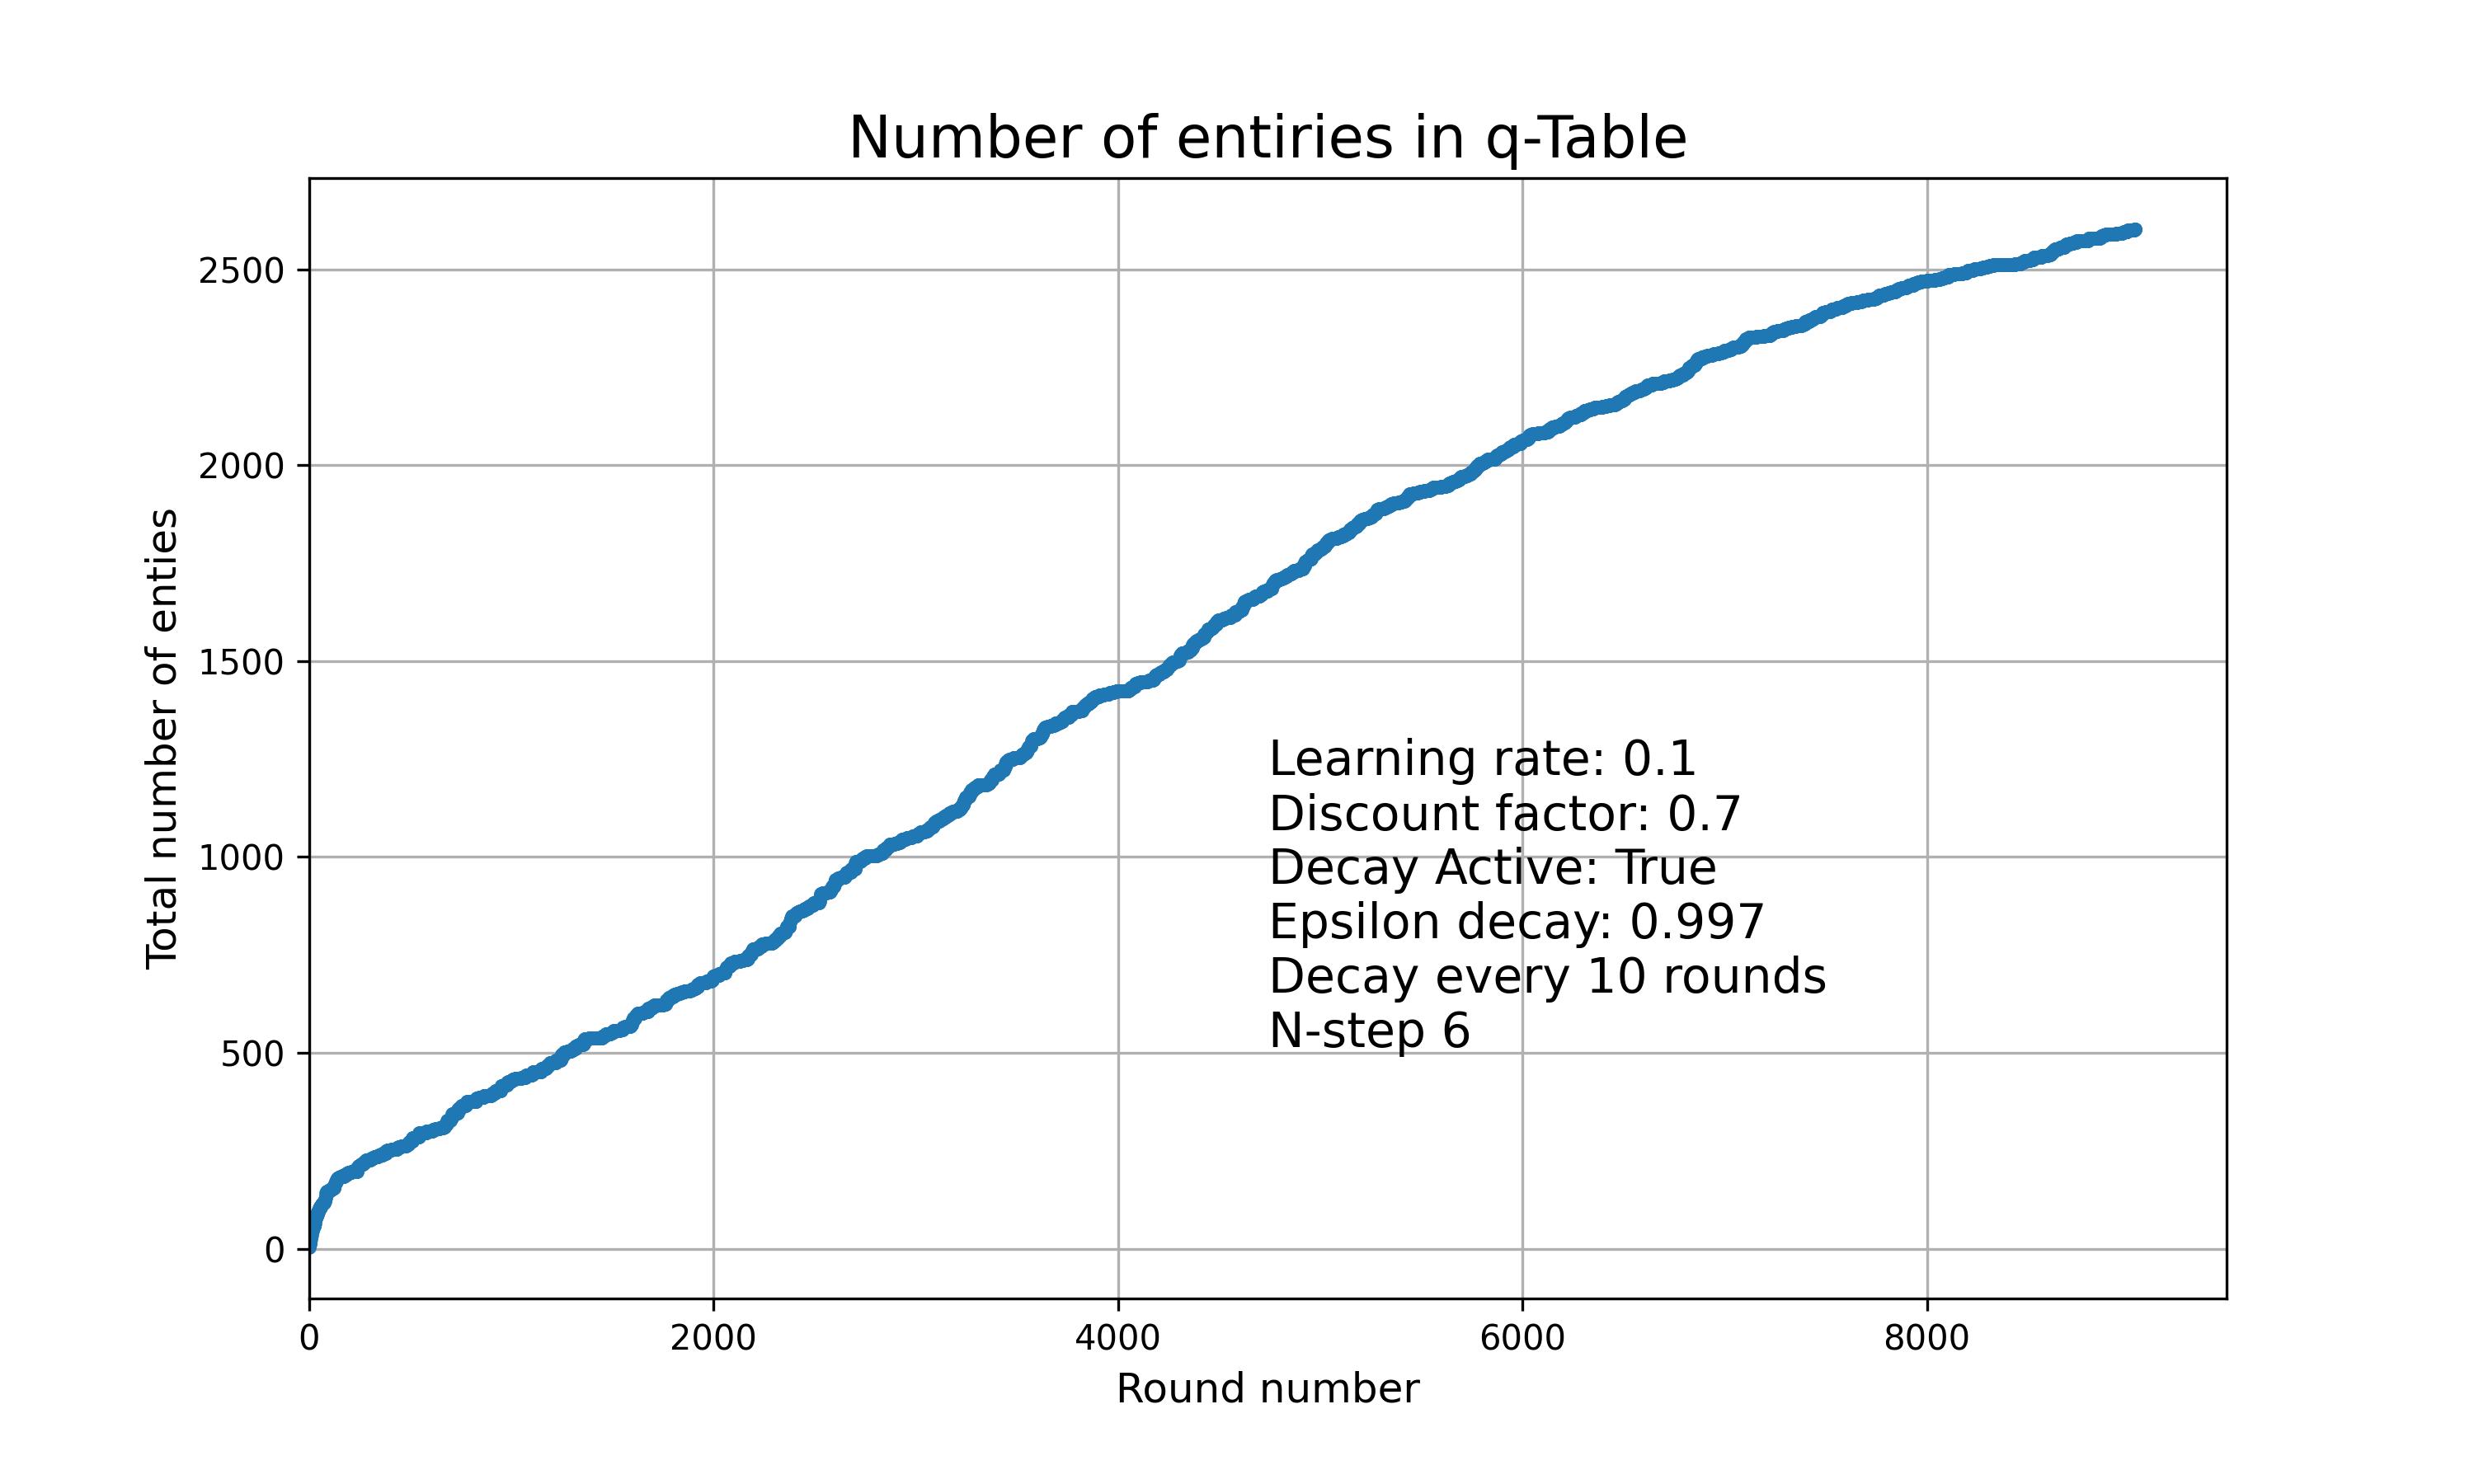 Number of entiries in q-Table
Total number of enties
2500
2000
1500
1000
500
0
Learning rate: 0.1
Discount factor: 0.7
Decay Active: True
Epsilon decay: 0.997
Decay every 10 rounds
N-step 6
0 2000 4000 6000 8000
Round number